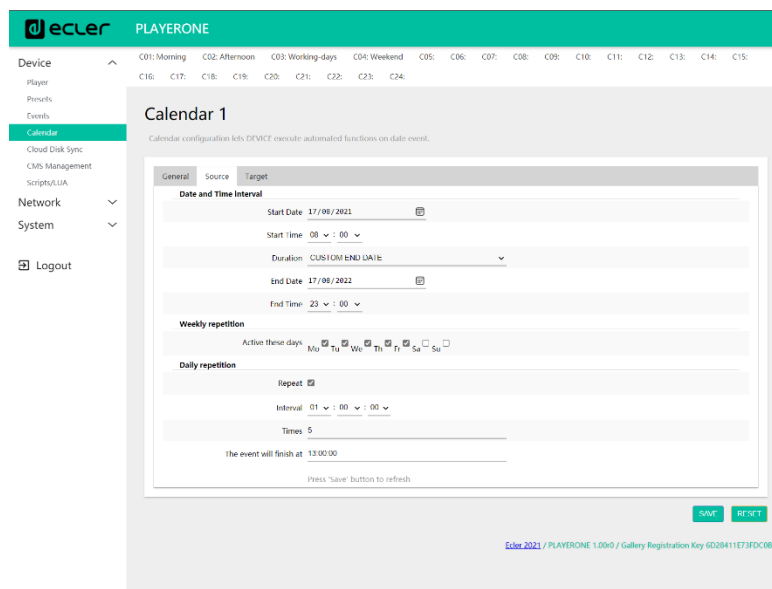 ecler
PLAYERONE
Device
Player
Presets
Events
Calendar
Cloud Disk Sync
CMS Management
Scripts/LUA
Network
System
Logout
C01: Morning C02: Afternoon C03: Working-days C04: Weekend C05: C06: C07: C08: C09: C10: C11: C12: C13: C14: C15:
C16: C17: C18: C19: C20: C21: C22: C23: C24:
Calendar 1
Calendar configuration lets DEVICE execute automated functions on date event.
General Source Target
Date and Time Interval
Start Date 17/08/2021
Start Time 08 : 00
Duration CUSTOM END DATE
End Date 17/08/2022
End Time 23 : 00
Weekly repetition
Active these days Mo Tu We Th Fr Sa Su
Daily repetition
Repeat
Interval 01 : 00 : 00
Times 5
The event will finish at 13:00:00
Press 'Save' button to refresh
SAVE RESET
Ecler 2021 / PLAYERONE 1.00r0 / Gallery Registration Key 6D28411E73FDC0B